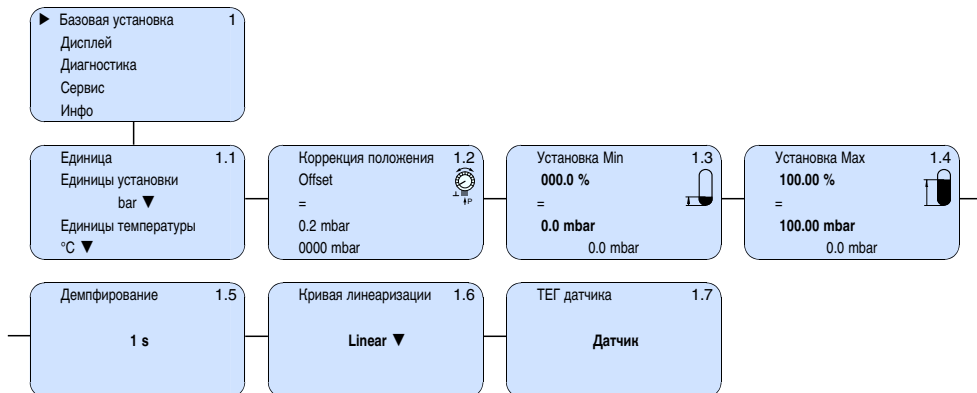 ▶ Базовая установка 1
Дисплей
Диагностика
Сервис
Инфо
Единица 1.1
Единицы установки
bar ▼
Единицы температуры
°C ▼
Коррекция положения 1.2
Offset
=
0.2 mbar
0000 mbar
P
Установка Min 1.3
000.0 %
=
0.0 mbar
0.0 mbar
Установка Max 1.4
100.00 %
=
100.00 mbar
0.0 mbar
Демпфирование 1.5
1 s
Кривая линеаризации 1.6
Linear ▼
ТЕГ датчика 1.7
Датчик